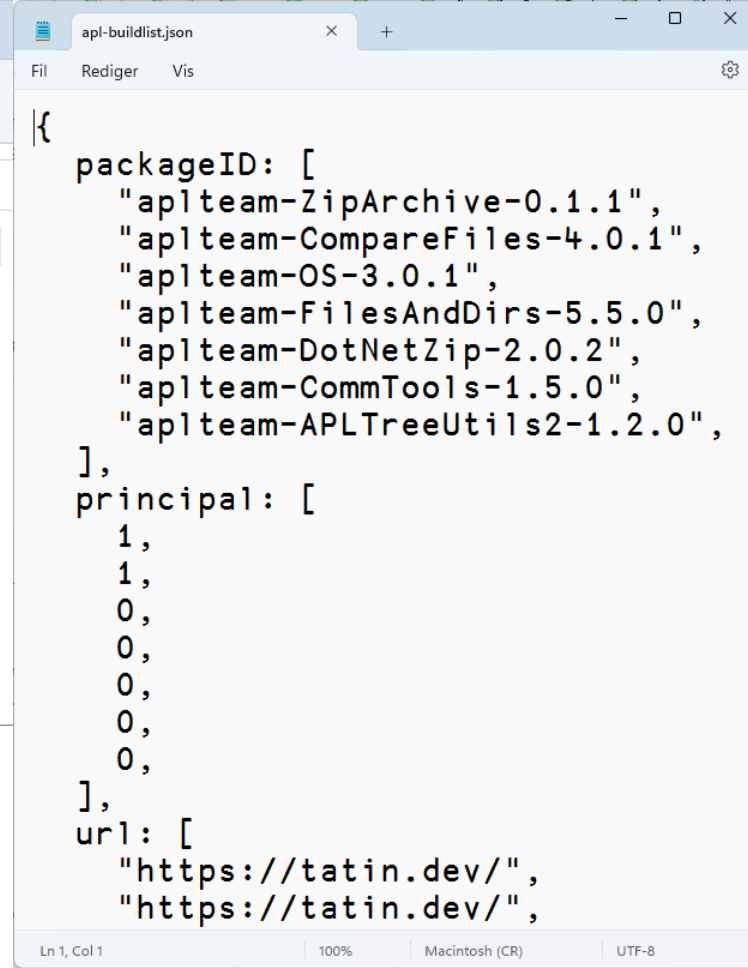 apl-buildlist.json
Fil Rediger Vis
{
packageID: [
"aplteam-ZipArchive-0.1.1",
"aplteam-CompareFiles-4.0.1",
"aplteam-OS-3.0.1",
"aplteam-FilesAndDirs-5.5.0",
"aplteam-DotNetZip-2.0.2",
"aplteam-CommTools-1.5.0",
"aplteam-APLTreeUtils2-1.2.0",
],
principal: [
1,
1,
0,
0,
0,
0,
0,
],
url: [
"https://tatin.dev/",
"https://tatin.dev/",
Ln 1, Col 1 100% Macintosh (CR) UTF-8